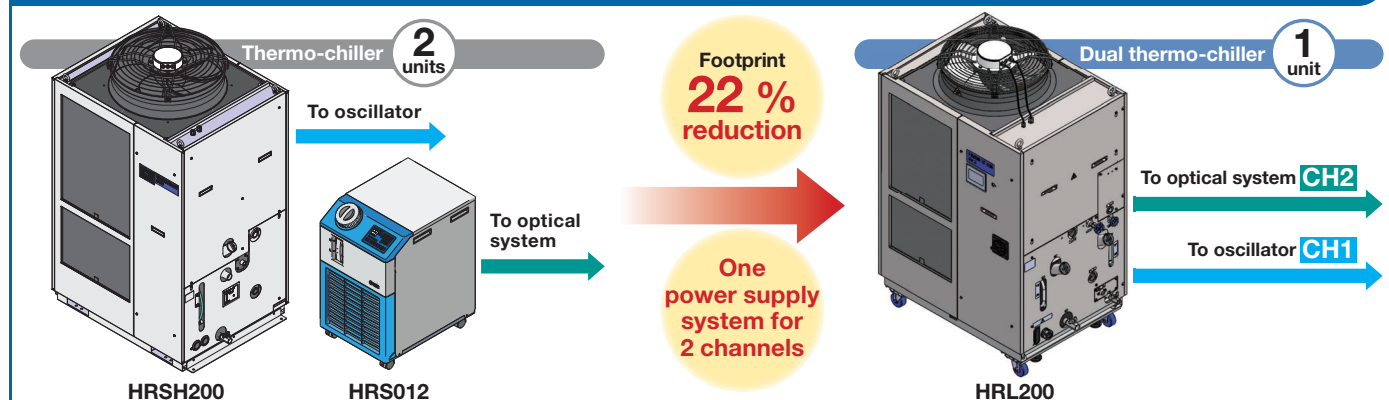 Thermo-chiller
2
units
To oscillator
To optical
system
HRSH200
HRS012
Footprint
22 %
reduction
One
power supply
system for
2 channels
Dual thermo-chiller
1
unit
To optical system CH2
To oscillator CH1
HRL200